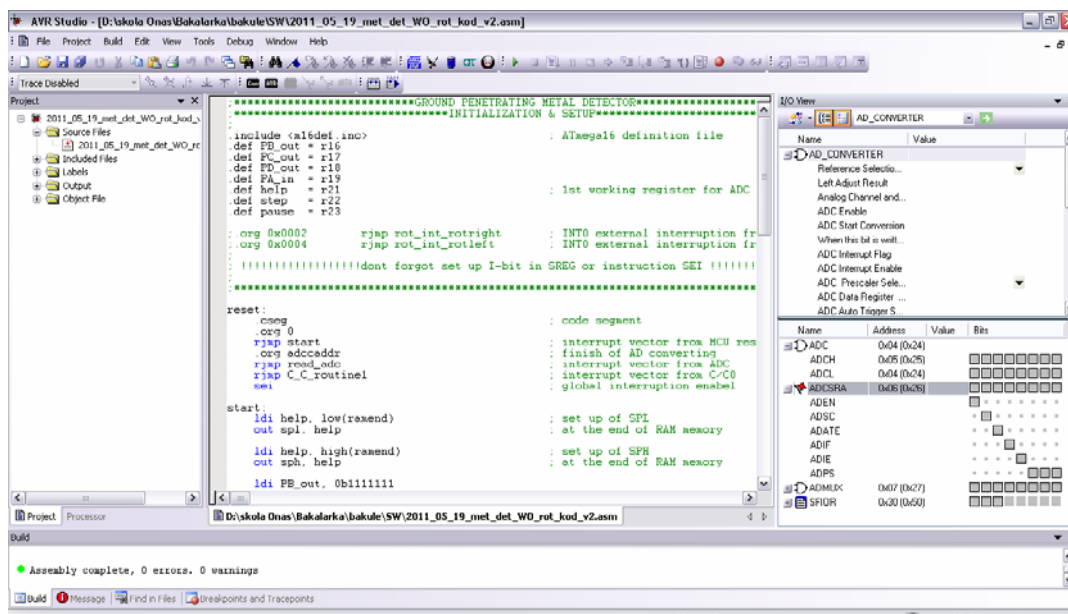 AVR Studio - [D:\skola Onas\Bakalarka\bakule\SW\2011_05_19_met_det_WO_rot_kod_v2.asm]
File Project Build Edit View Tools Debug Window Help
Trace Disabled
Project
2011_05_19_met_det_WO_rot_kod_v
Source Files
2011_05_19_met_det_WO_rc
Included Files
Labels
Output
Object File
Project Processor
;*****************************GROUND PENETRATING METAL DETECTOR*******************
;**********************************INITIALIZATION & SETUP*************************
;
.include <m16def.inc> ; ATmega16 definition file
.def PB_out = r16
.def PC_out = r17
.def PD_out = r18
.def PA_in = r19
.def help = r21 ; 1st working register for ADC
.def step = r22
.def pause = r23
;.org 0x0002 rjmp rot_int_rotright ; INT0 external interruption fr
;.org 0x0004 rjmp rot_int_rotleft ; INT0 external interruption fr
; !!!!!!!!!!!!!!!!!!dont forgot set up I-bit in SREG or instruction SEI !!!!!!!
;*********************************************************************************
reset:
.cseg ; code segment
.org 0
rjmp start ; interrupt vector from MCU res
.org adccaddr ; finish of AD converting
rjmp read_adc ; interrupt vector from ADC
rjmp C_C_routine1 ; interrupt vector from C/C0
sei ; global interruption enabel
start:
ldi help, low(ramend) ; set up of SPL
out spl, help ; at the end of RAM memory
ldi help, high(ramend) ; set up of SPH
out sph, help ; at the end of RAM memory
ldi PB_out, 0b1111111
D:\skola Onas\Bakalarka\bakule\SW\2011_05_19_met_det_WO_rot_kod_v2.asm
I/O View
AD_CONVERTER
Name Value
AD_CONVERTER
Reference Selectio...
Left Adjust Result
Analog Channel and...
ADC Enable
ADC Start Conversion
When this bit is writt...
ADC Interrupt Flag
ADC Interrupt Enable
ADC Prescaler Sele...
ADC Data Register ...
ADC Auto Trigger S...
Name Address Value Bits
ADC 0x04 (0x24)
ADCH 0x05 (0x25)
ADCL 0x04 (0x24)
ADCSRA 0x06 (0x26)
ADEN
ADSC
ADATE
ADIF
ADIE
ADPS
ADMUX 0x07 (0x27)
SFIOR 0x30 (0x50)
Build
Assembly complete, 0 errors. 0 warnings
Build Message Find in Files Breakpoints and Tracepoints